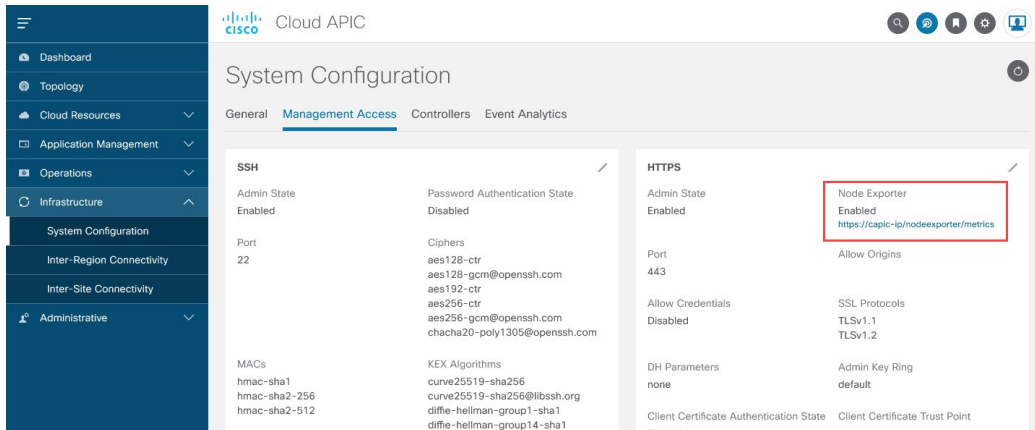 CISCO Cloud APIC
Dashboard
Topology
Cloud Resources
Application Management
Operations
Infrastructure
System Configuration
Inter-Region Connectivity
Inter-Site Connectivity
Administrative
System Configuration
General Management Access Controllers Event Analytics
SSH
Admin State Password Authentication State
Enabled Disabled
Port Ciphers
22 aes128-ctr
aes128-gcm@openssh.com
aes192-ctr
aes256-ctr
aes256-gcm@openssh.com
chacha20-poly1305@openssh.com
MACs KEX Algorithms
hmac-sha1 curve25519-sha256
hmac-sha2-256 curve25519-sha256@libssh.org
hmac-sha2-512 diffie-hellman-group1-sha1
diffie-hellman-group14-sha1
HTTPS
Admin State Node Exporter
Enabled Enabled
https://capic-ip/nodeexporter/metrics
Port Allow Origins
443
Allow Credentials SSL Protocols
Disabled TLSv1.1
TLSv1.2
DH Parameters Admin Key Ring
none default
Client Certificate Authentication State Client Certificate Trust Point